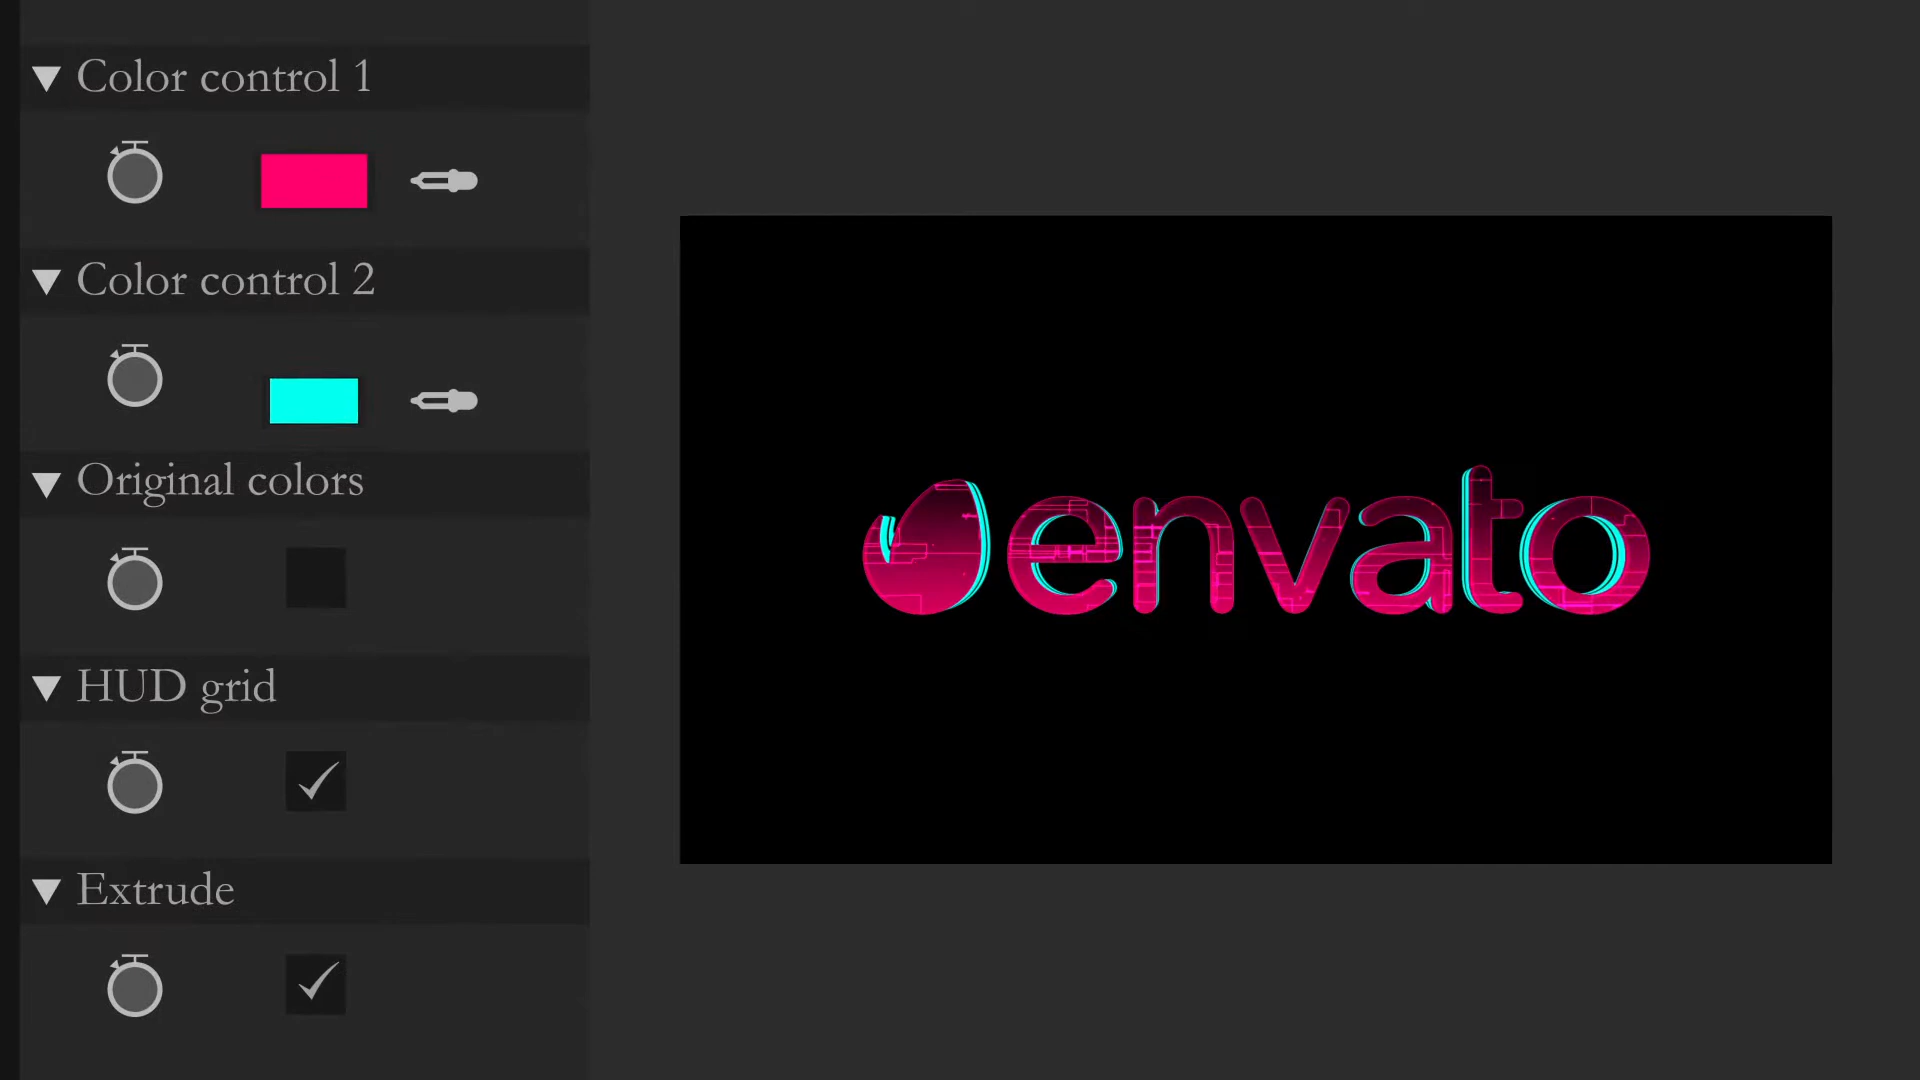 Color control 1
Color control 2
Original colors
HUD grid
Extrude
envato